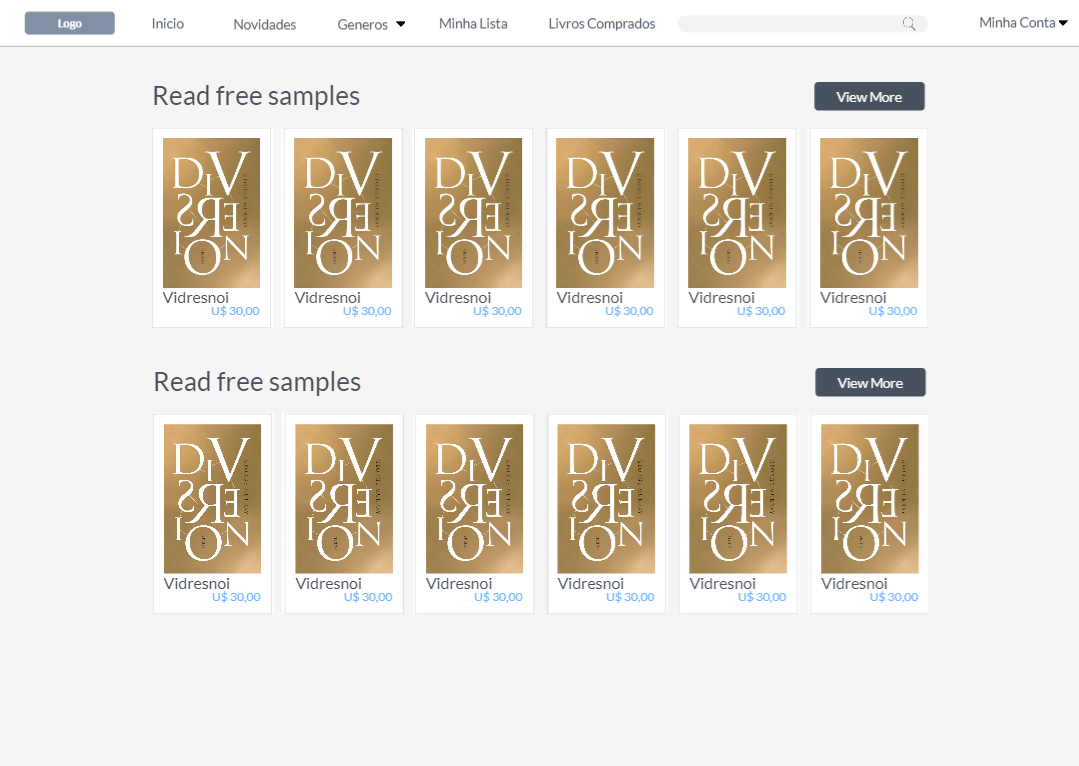 Logo
Inicio
Novidades
Generos
Minha Lista
Livros Comprados
Minha Conta
Read free samples
View More
DIVERSION
DIVERSION
DIVERSION
DIVERSION
DIVERSION
DIVERSION
Vidresnoi
U$ 30,00
Vidresnoi
U$ 30,00
Vidresnoi
U$ 30,00
Vidresnoi
U$ 30,00
Vidresnoi
U$ 30,00
Vidresnoi
U$ 30,00
Read free samples
View More
DIVERSION
DIVERSION
DIVERSION
DIVERSION
DIVERSION
DIVERSION
Vidresnoi
U$ 30,00
Vidresnoi
U$ 30,00
Vidresnoi
U$ 30,00
Vidresnoi
U$ 30,00
Vidresnoi
U$ 30,00
Vidresnoi
U$ 30,00